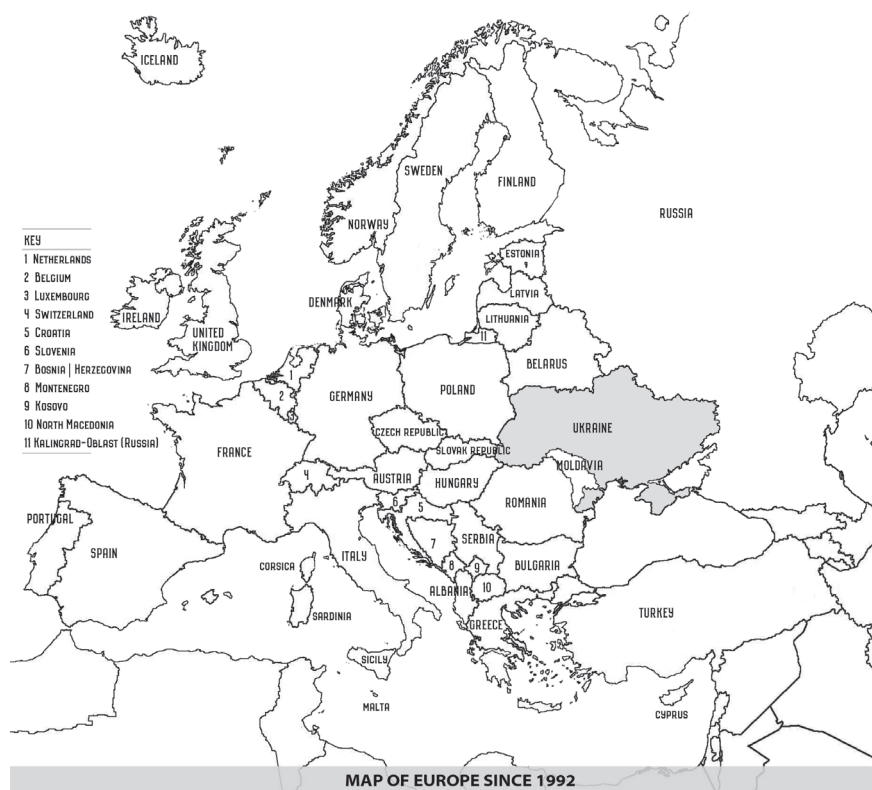 ICELAND
SWEDEN
FINLAND
NORWAY
RUSSIA
KEY
1 NETHERLANDS
2 BELGIUM
3 LUXEMBOURG
4 SWITZERLAND
5 CROATIA
6 SLOVENIA
7 BOSNIA | HERZEGOVINA
8 MONTENEGRO
9 KOSOVO
10 NORTH MACEDONIA
11 KALINGRAD-OBLAST (RUSSIA)
ESTONIA
LATVIA
DENMARK
LITHUANIA
IRELAND
UNITED
KINGDOM
11
BELARUS
1
2
3
GERMANY
POLAND
UKRAINE
CZECH REPUBLIC
SLOVAK REPUBLIC
FRANCE
MOLDAVIA
4
AUSTRIA
HUNGARY
6
5
ROMANIA
PORTUGAL
SPAIN
ITALY
7
SERBIA
CORSICA
8
9
BULGARIA
ALBANIA
10
SARDINIA
GREECE
TURKEY
SICILY
MALTA
CYPRUS
MAP OF EUROPE SINCE 1992